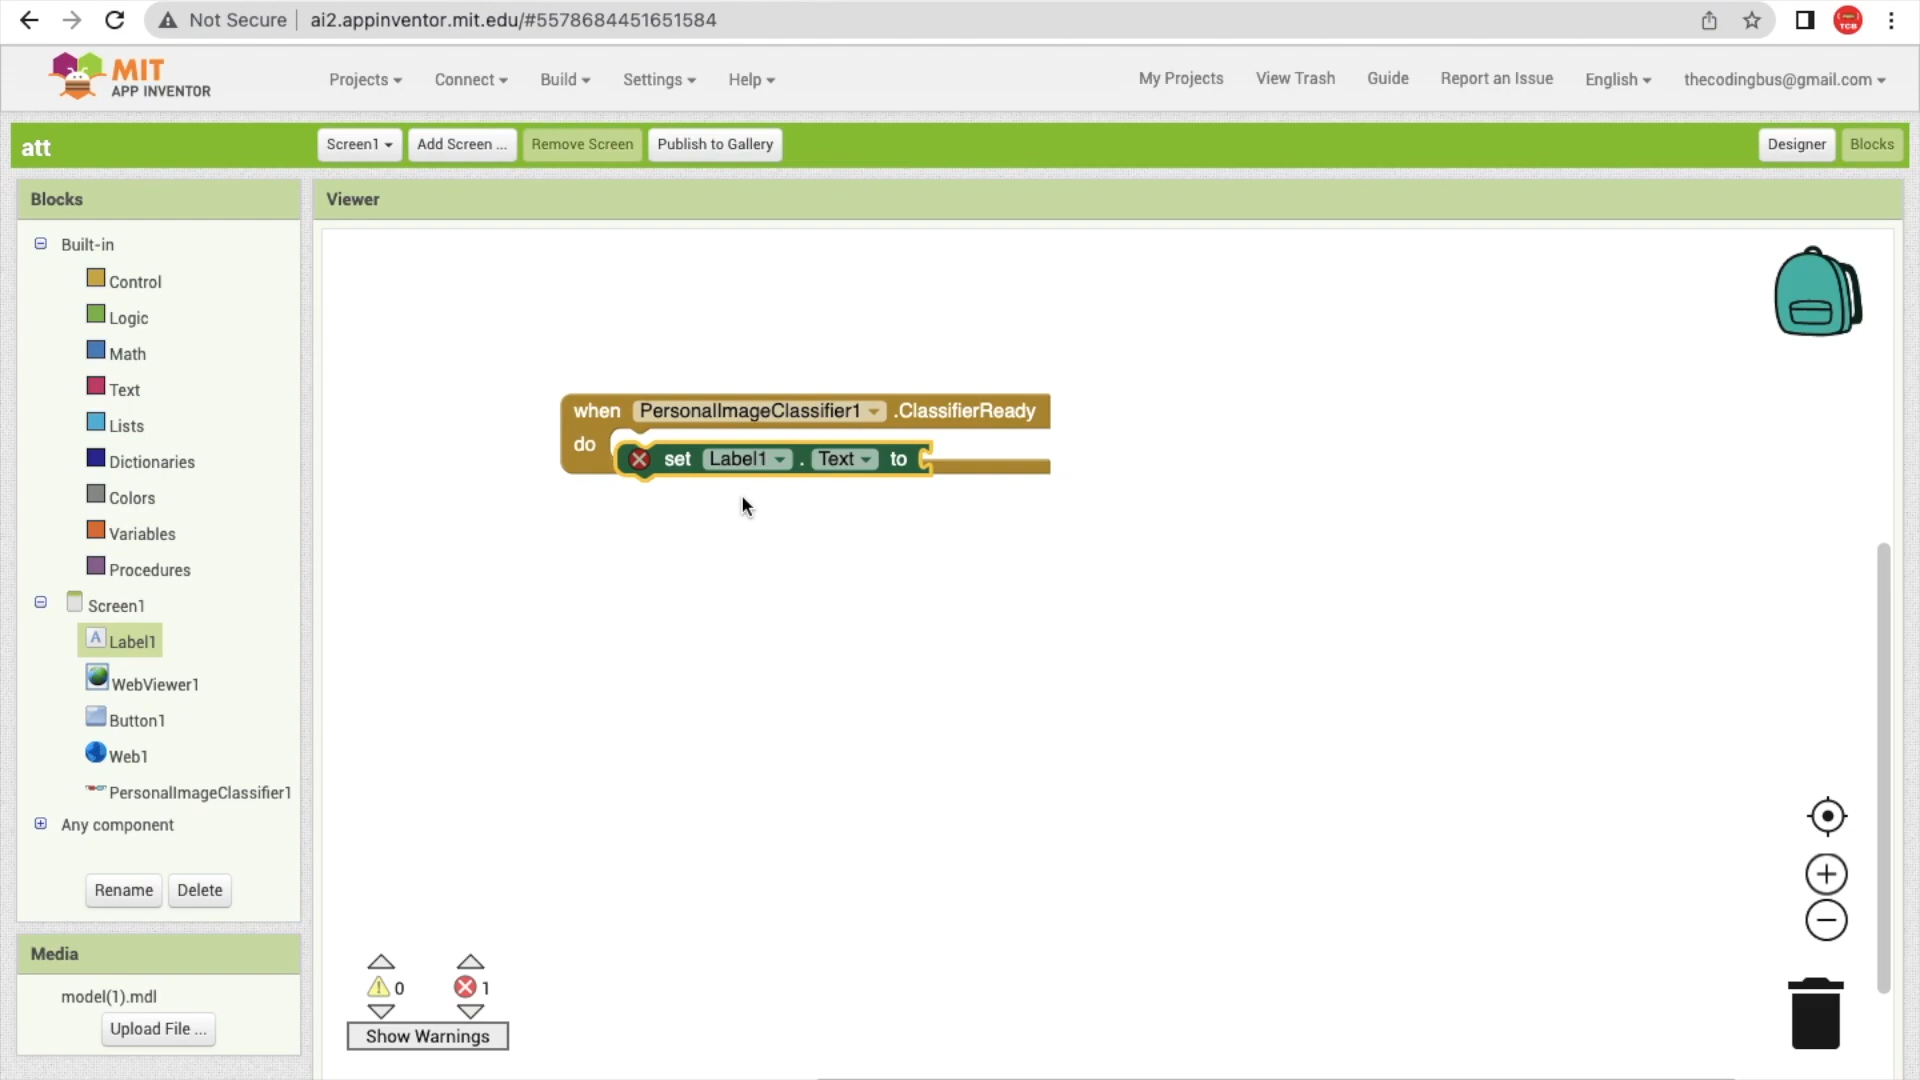 Not Secure
ai2.appinventor.mit.edu/#5578684451651584
TCB
MIT
APP INVENTOR
Projects
Connect
Build
Settings
Help
My Projects
View Trash
Guide
Report an Issue
English
thecodingbus@gmail.com
att
Screen1
Add Screen ...
Remove Screen
Publish to Gallery
Designer
Blocks
Blocks
Built-in
Control
Logic
Math
Text
Lists
Dictionaries
Colors
Variables
Procedures
Screen1
A Label1
WebViewer1
Button1
Web1
PersonalImageClassifier1
Any component
Rename
Delete
Media
model(1).mdl
Upload File ...
Viewer
when PersonalImageClassifier1 .ClassifierReady
do
set Label1 . Text to
0
1
Show Warnings